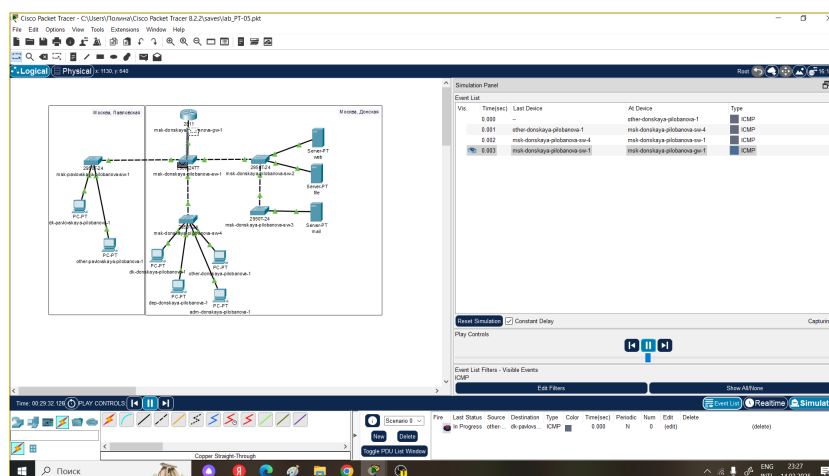 Cisco Packet Tracer - C:\Users\Полина\Cisco Packet Tracer 8.2.2\saves\lab_PT-05.pkt
File Edit Options View Tools Extensions Window Help
Logical Physical x: 1130, y: 640
Root
16:1
Simulation Panel
Event List
Vis. Time(sec) Last Device At Device Type
0.000 -- other-donskaya-pilobanova-1 ICMP
0.001 other-donskaya-pilobanova-1 msk-donskaya-pilobanova-sw-4 ICMP
0.002 msk-donskaya-pilobanova-sw-4 msk-donskaya-pilobanova-sw-1 ICMP
0.003 msk-donskaya-pilobanova-sw-1 msk-donskaya-pilobanova-gw-1 ICMP
Москва, Павловская
Москва, Донская
2811
Server-PT
web
msk-pavlovskaya-pilobanova-sw-1
msk-donskaya-pilobanova-sw-1
msk-donskaya-pilobanova-sw-2
Server-PT
file
PC-PT
dk-pavlovskaya-pilobanova-1
2950T-24
msk-donskaya-pilobanova-sw-3
Server-PT
mail
msk-donskaya-pilobanova-sw-4
PC-PT
other-pavlovskaya-pilobanova-1
PC-PT
PC-PT
other-donskaya-pilobanova-1
PC-PT
dep-donskaya-pilobanova-1
PC-PT
adm-donskaya-pilobanova-1
Reset Simulation Constant Delay Capturin
Play Controls
Event List Filters - Visible Events
ICMP
Edit Filters Show All/None
Time: 00:29:32.128 PLAY CONTROLS:
Event List Realtime Simulat
Scenario 0
New Delete
Toggle PDU List Window
Fire Last Status Source Destination Type Color Time(sec) Periodic Num Edit Delete
In Progress other-... dk-pavlovs... ICMP 0.000 N 0 (edit) (delete)
Copper Straight-Through
Поиск
ENG 23:27
INTL